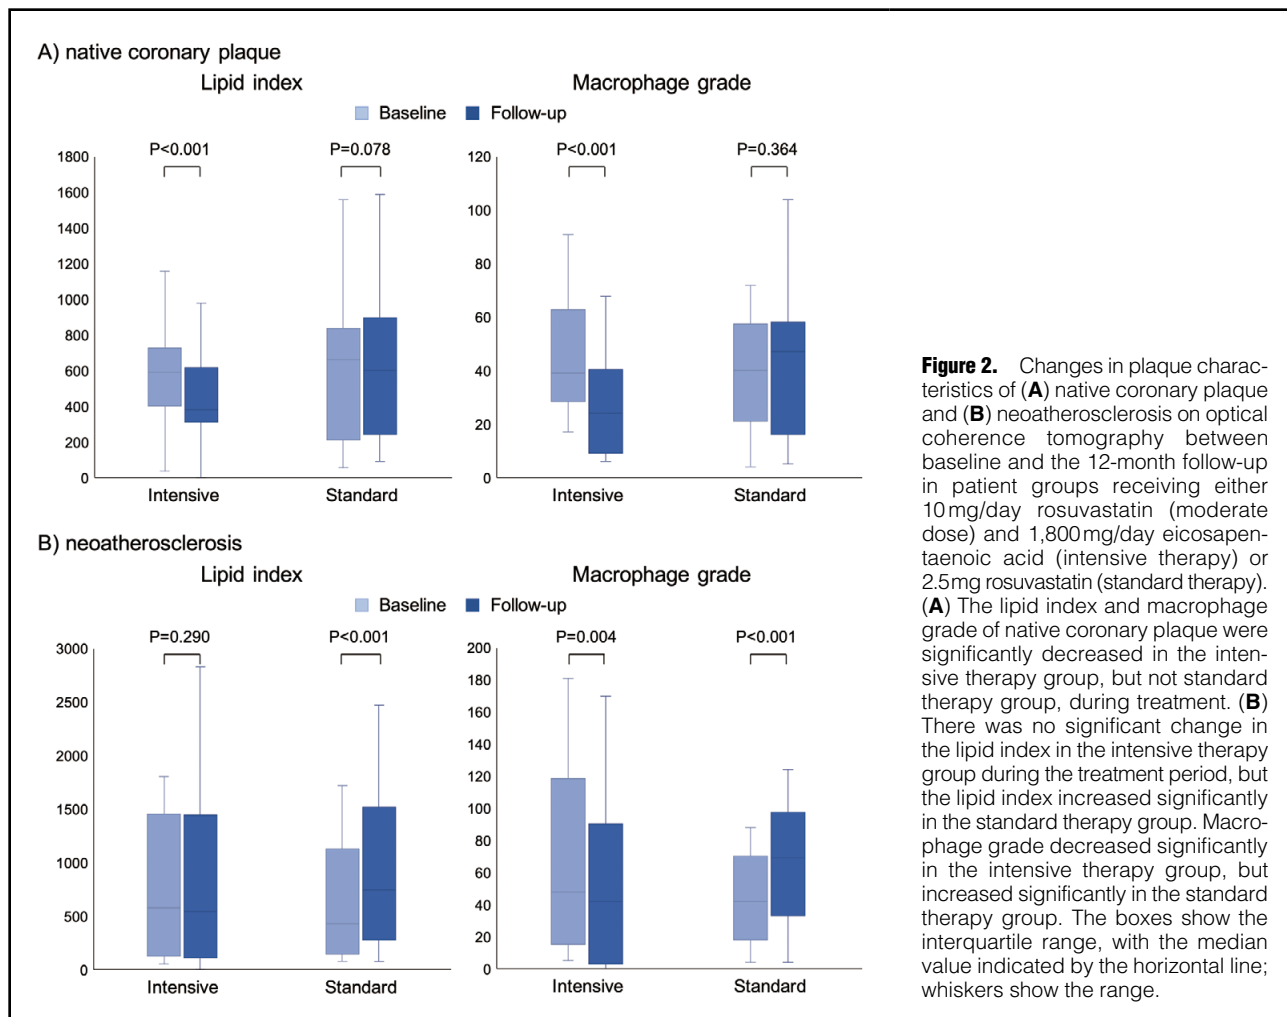 A) native coronary plaque
Lipid index
Macrophage grade
Baseline Follow-up
P<0.001
P=0.078
1800
1600
1400
1200
1000
800
600
400
200
0
Intensive
Standard
P<0.001
P=0.364
120
100
80
60
40
20
0
Intensive
Standard
B) neoatherosclerosis
Lipid index
Macrophage grade
Baseline Follow-up
P=0.290
P<0.001
3000
2500
2000
1500
1000
500
0
Intensive
Standard
P=0.004
P<0.001
200
180
160
140
120
100
80
60
40
20
0
Intensive
Standard
Figure 2. Changes in plaque charac-
teristics of (A) native coronary plaque
and (B) neoatherosclerosis on optical
coherence tomography between
baseline and the 12-month follow-up
in patient groups receiving either
10 mg/day rosuvastatin (moderate
dose) and 1,800 mg/day eicosapen-
taenoic acid (intensive therapy) or
2.5 mg rosuvastatin (standard therapy).
(A) The lipid index and macrophage
grade of native coronary plaque were
significantly decreased in the inten-
sive therapy group, but not standard
therapy group, during treatment. (B)
There was no significant change in
the lipid index in the intensive therapy
group during the treatment period, but
the lipid index increased significantly
in the standard therapy group. Macro-
phage grade decreased significantly
in the intensive therapy group, but
increased significantly in the standard
therapy group. The boxes show the
interquartile range, with the median
value indicated by the horizontal line;
whiskers show the range.